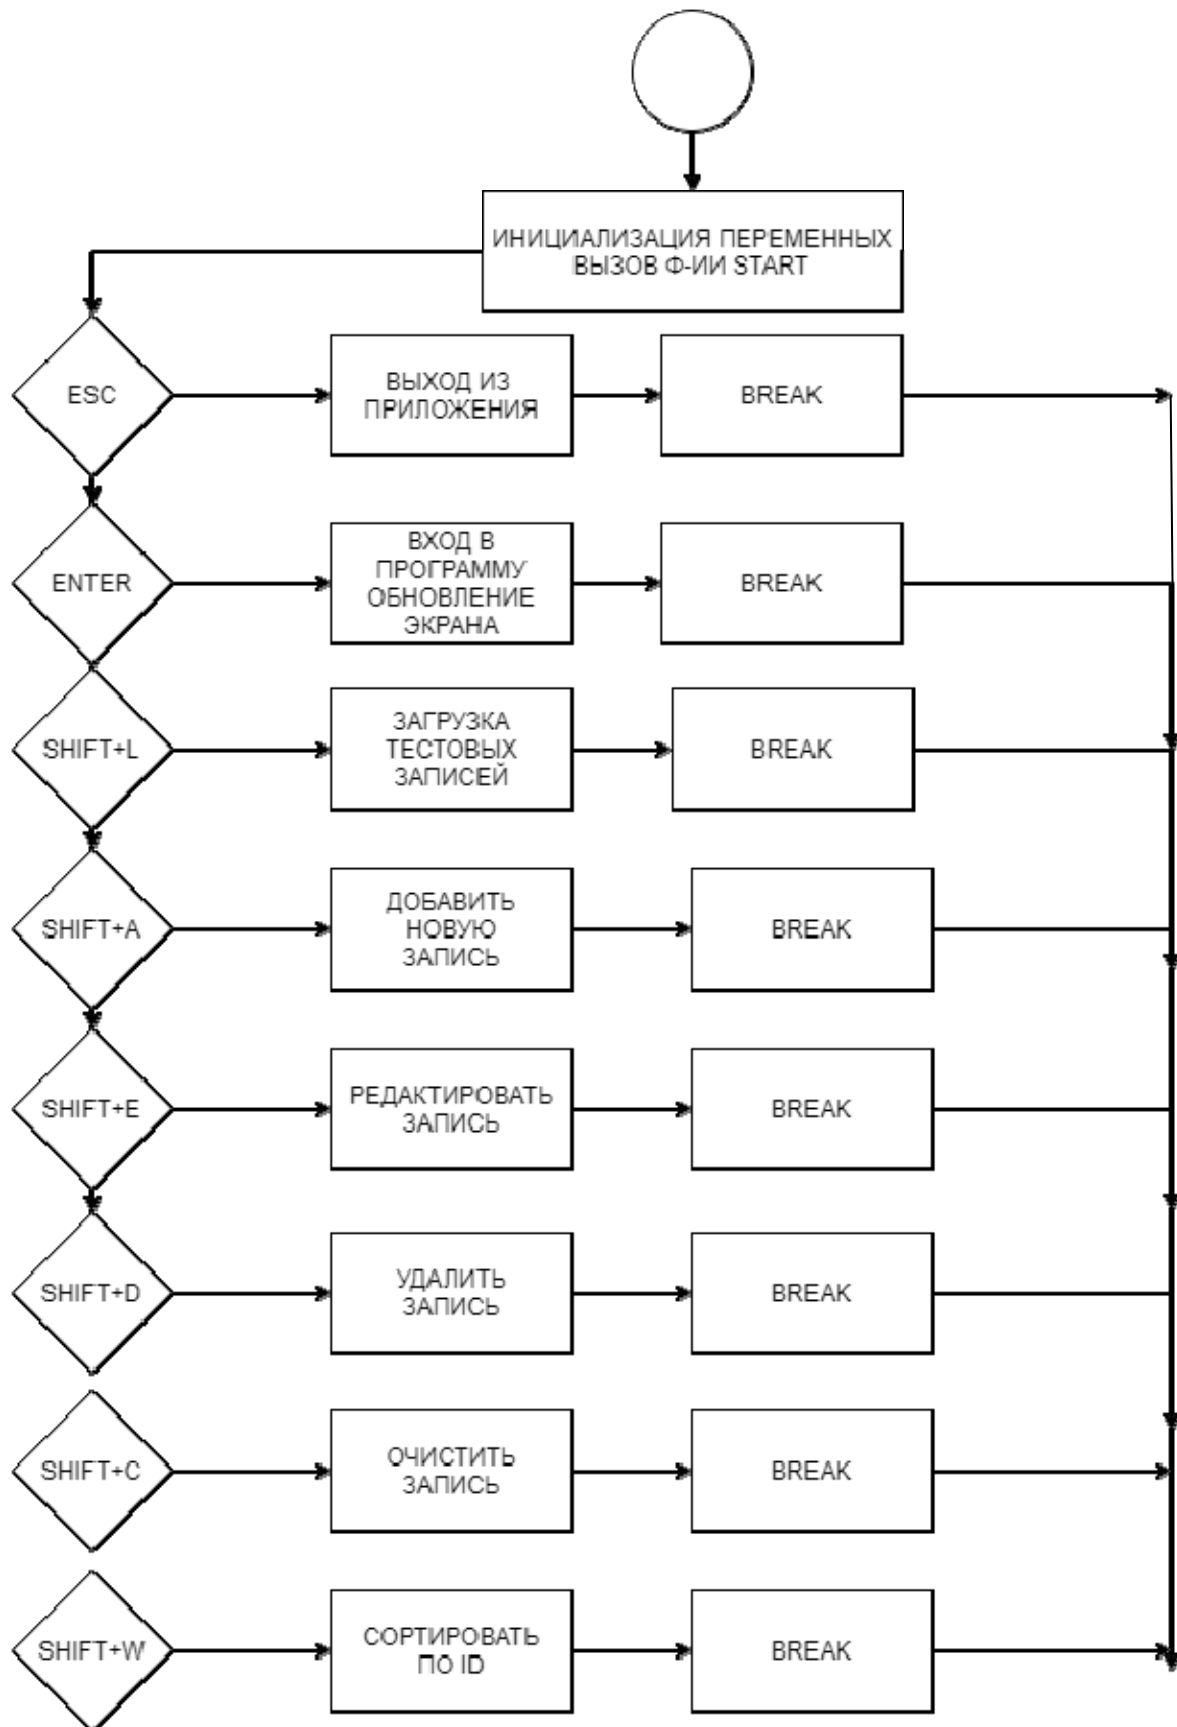 ИНИЦИАЛИЗАЦИЯ ПЕРЕМЕННЫХ
ВЫЗОВ Ф-ИИ START
ESC
ВЫХОД ИЗ
ПРИЛОЖЕНИЯ
BREAK
ENTER
ВХОД В
ПРОГРАММУ
ОБНОВЛЕНИЕ
ЭКРАНА
BREAK
SHIFT+L
ЗАГРУЗКА
ТЕСТОВЫХ
ЗАПИСЕЙ
BREAK
SHIFT+A
ДОБАВИТЬ
НОВУЮ
ЗАПИСЬ
BREAK
SHIFT+E
РЕДАКТИРОВАТЬ
ЗАПИСЬ
BREAK
SHIFT+D
УДАЛИТЬ
ЗАПИСЬ
BREAK
SHIFT+C
ОЧИСТИТЬ
ЗАПИСЬ
BREAK
SHIFT+W
СОРТИРОВАТЬ
ПО ID
BREAK